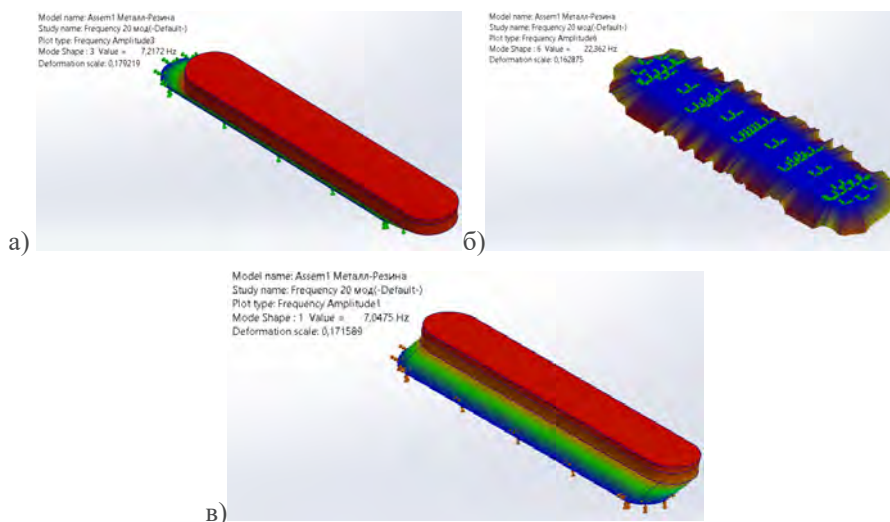 Model name: Assem1 Металл-Резина
Study name: Frequency 20 мод(-Default-)
Plot type: Frequency Amplitude3
Mode Shape : 3 Value = 7,2172 Hz
Deformation scale: 0,179219
Model name: Assem1 Металл-Резина
Study name: Frequency 20 мод(-Default-)
Plot type: Frequency Amplitude6
Mode Shape : 6 Value = 22,362 Hz
Deformation scale: 0,162875
а)
б)
Model name: Assem1 Металл-Резина
Study name: Frequency 20 мод(-Default-)
Plot type: Frequency Amplitude1
Mode Shape : 1 Value = 7,0475 Hz
Deformation scale: 0,171589
в)